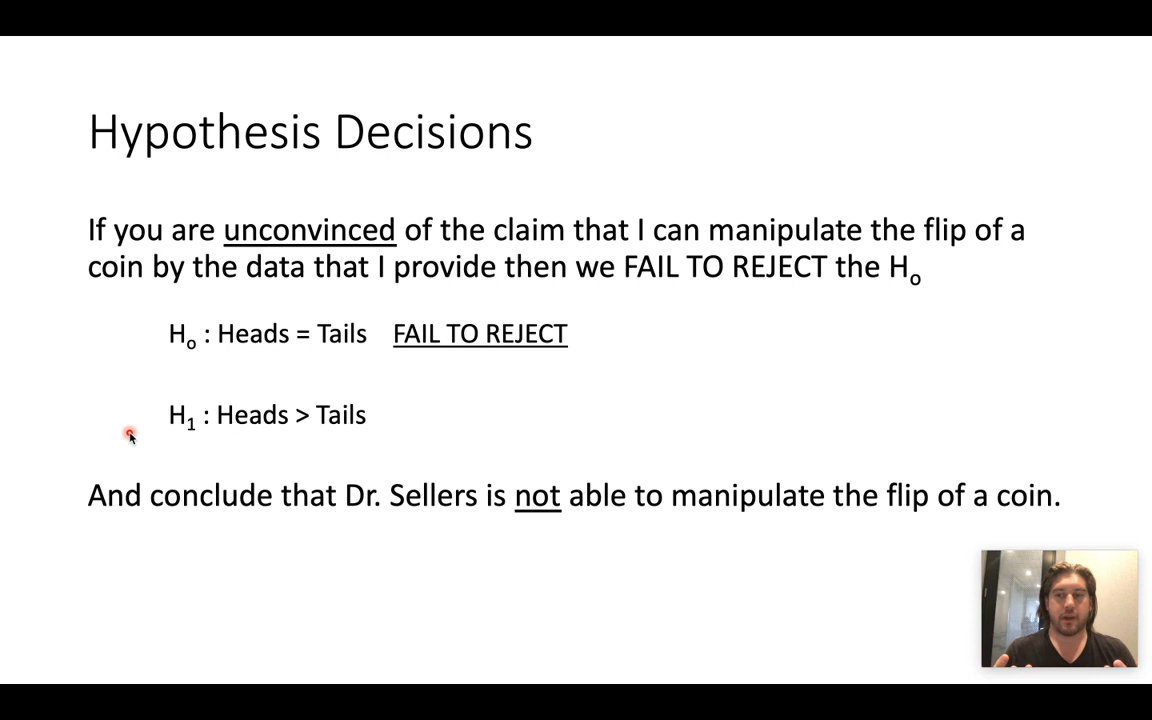 Hypothesis Decisions
If you are unconvinced of the claim that I can manipulate the flip of a
coin by the data that I provide then we FAIL TO REJECT the Ho
Ho : Heads = Tails FAIL TO REJECT
H1 : Heads > Tails
And conclude that Dr. Sellers is not able to manipulate the flip of a coin.